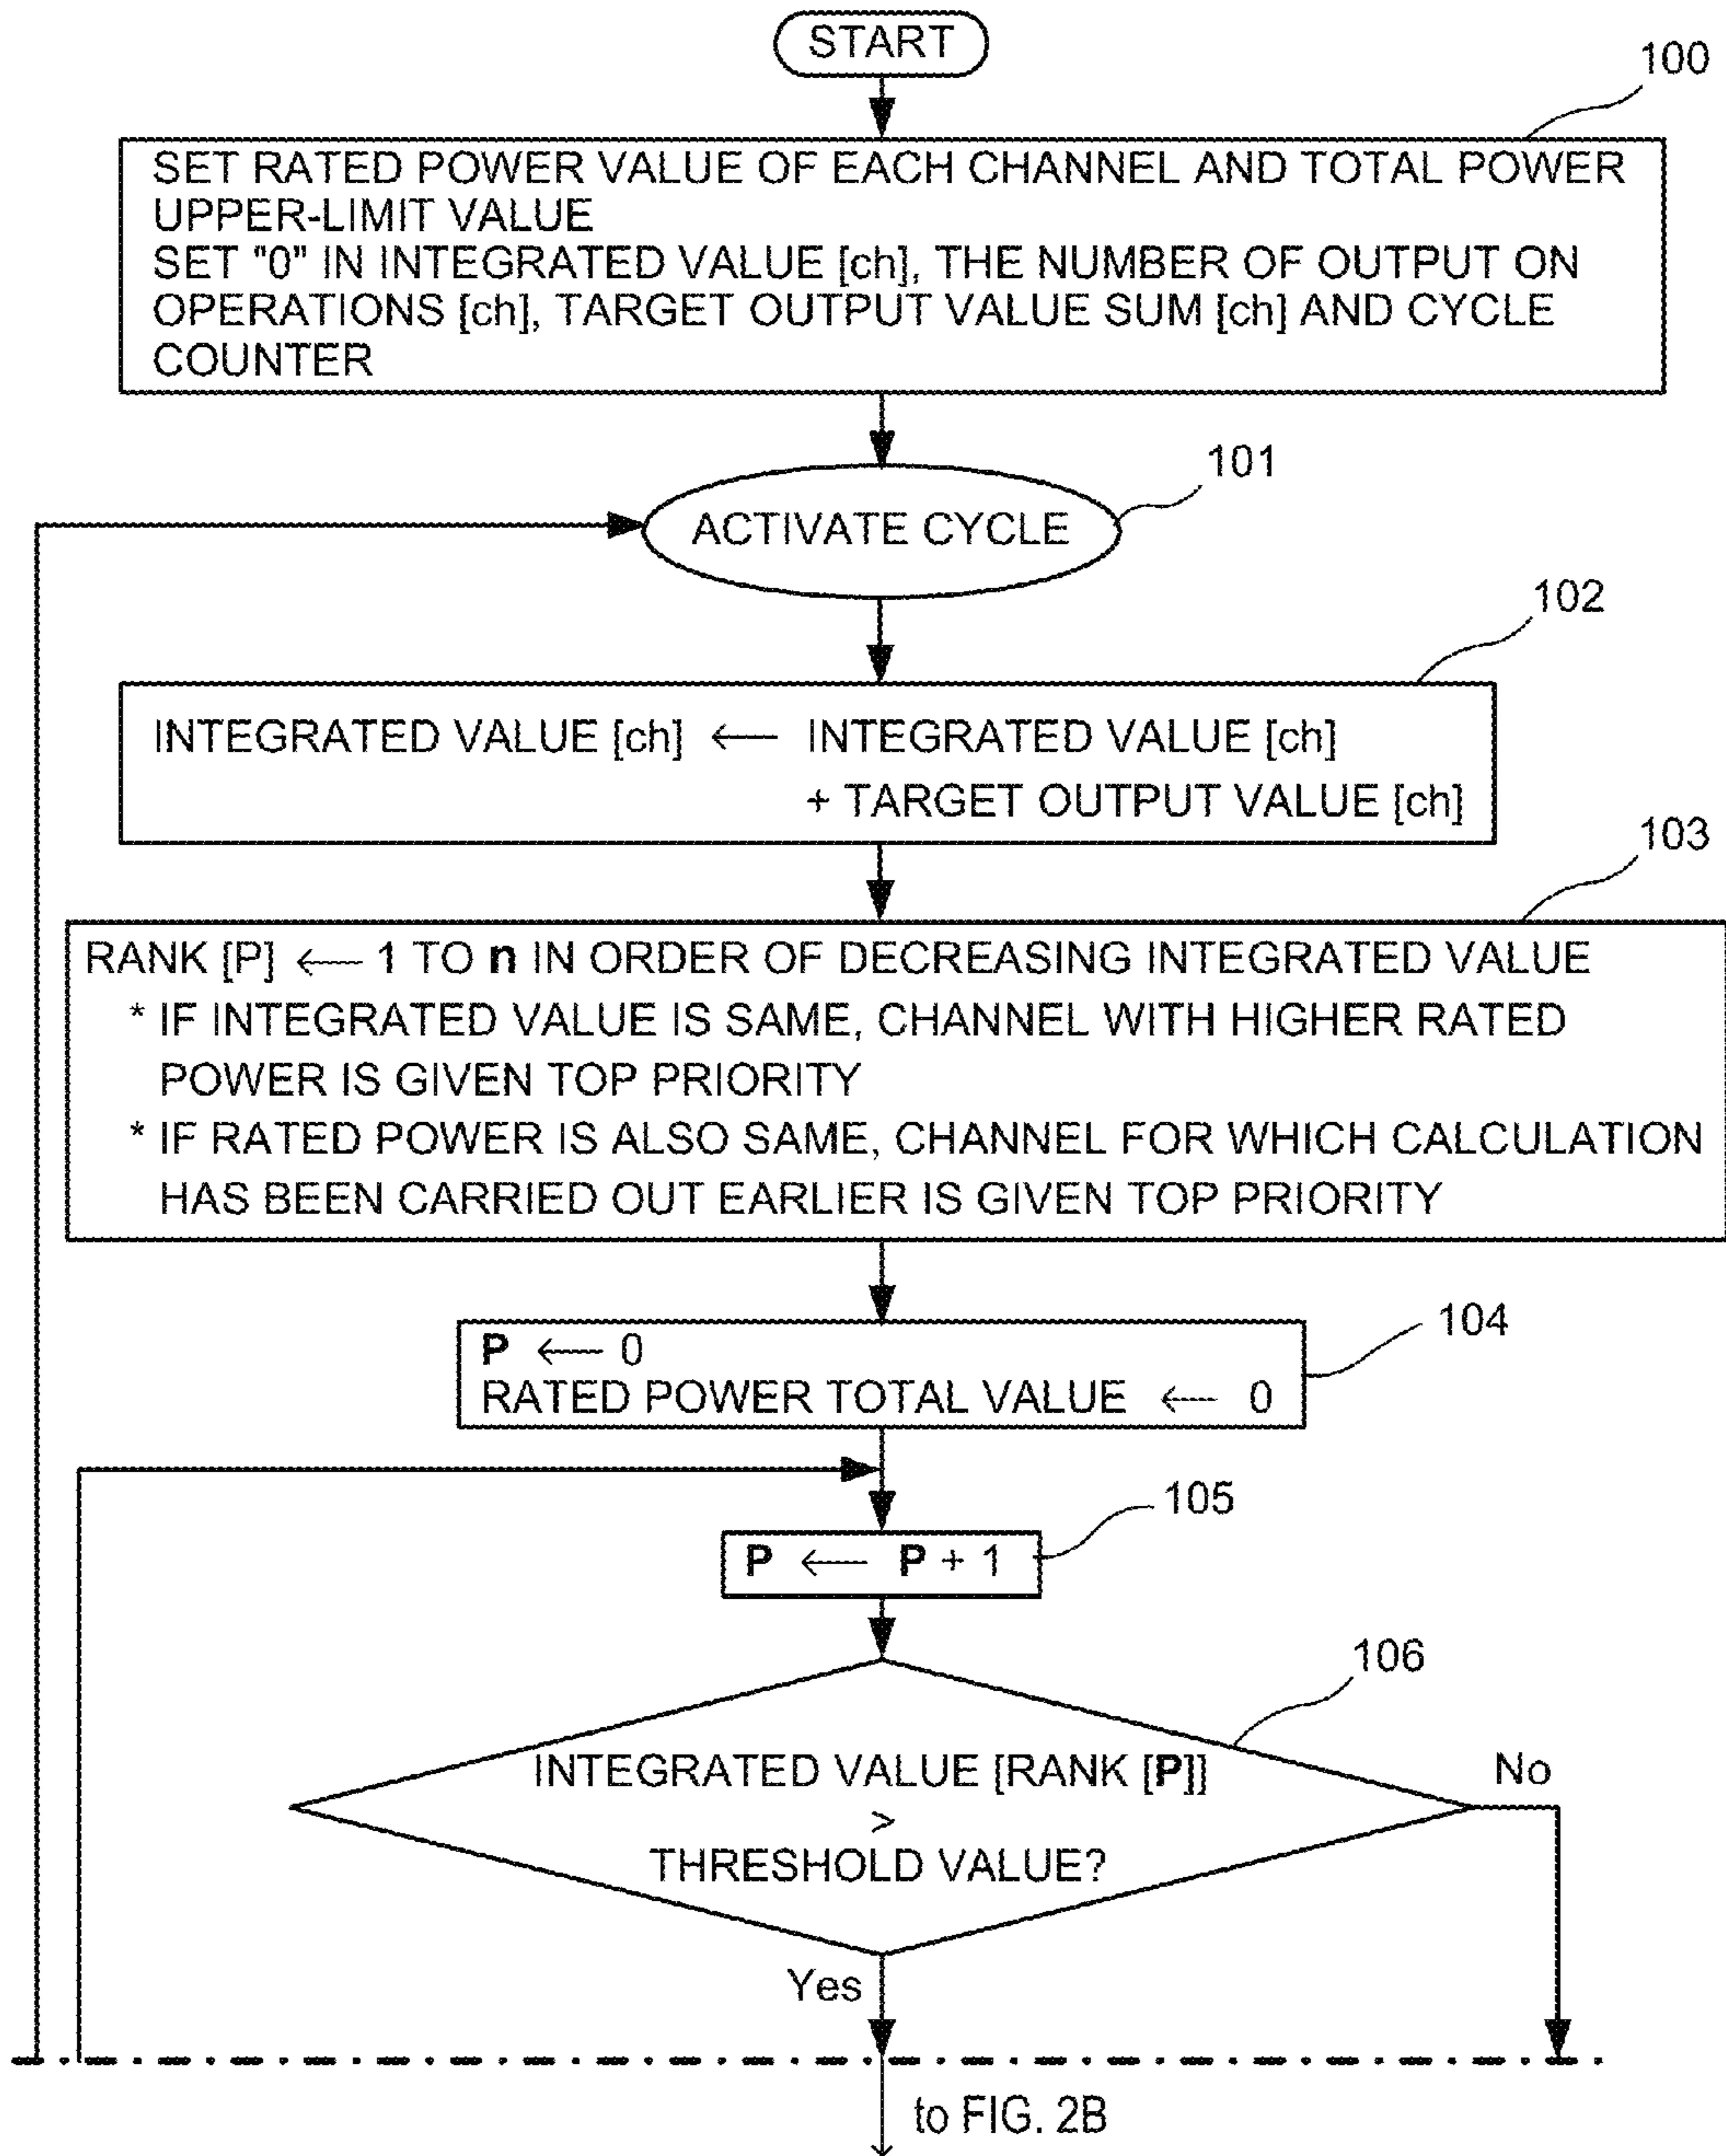 START
100
SET RATED POWER VALUE OF EACH CHANNEL AND TOTAL POWER
UPPER-LIMIT VALUE
SET "0" IN INTEGRATED VALUE [ch], THE NUMBER OF OUTPUT ON
OPERATIONS [ch], TARGET OUTPUT VALUE SUM [ch] AND CYCLE
COUNTER
101
ACTIVATE CYCLE
102
INTEGRATED VALUE [ch] ← INTEGRATED VALUE [ch]
+ TARGET OUTPUT VALUE [ch]
103
RANK [P] ← 1 TO n IN ORDER OF DECREASING INTEGRATED VALUE
* IF INTEGRATED VALUE IS SAME, CHANNEL WITH HIGHER RATED
POWER IS GIVEN TOP PRIORITY
* IF RATED POWER IS ALSO SAME, CHANNEL FOR WHICH CALCULATION
HAS BEEN CARRIED OUT EARLIER IS GIVEN TOP PRIORITY
104
P ← 0
RATED POWER TOTAL VALUE ← 0
105
P ← P + 1
106
INTEGRATED VALUE [RANK [P]]
>
THRESHOLD VALUE?
No
Yes
to FIG. 2B